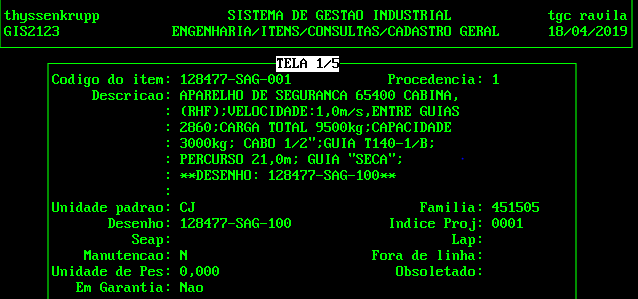 thyssenkrupp SISTEMA DE GESTAO INDUSTRIAL tgc ravila
GIS2123 ENGENHARIA/ITENS/CONSULTAS/CADASTRO GERAL 18/04/2019
TELA 1/5
Codigo do item: 128477-SAG-001 Procedencia: 1
Descricao: APARELHO DE SEGURANCA 65400 CABINA,
: (RHF);VELOCIDADE:1,0m/s,ENTRE GUIAS
: 2860;CARGA TOTAL 9500kg;CAPACIDADE
: 3000kg; CABO 1/2";GUIA T140-1/B;
: PERCURSO 21,0m; GUIA "SECA";
: **DESENHO: 128477-SAG-100**
:
Unidade padrao: CJ Familia: 451505
Desenho: 128477-SAG-100 Indice Proj: 0001
Seap: Lap:
Manutencao: N Fora de linha:
Unidade de Pes: 0,000 Obsoletado:
Em Garantia: Nao